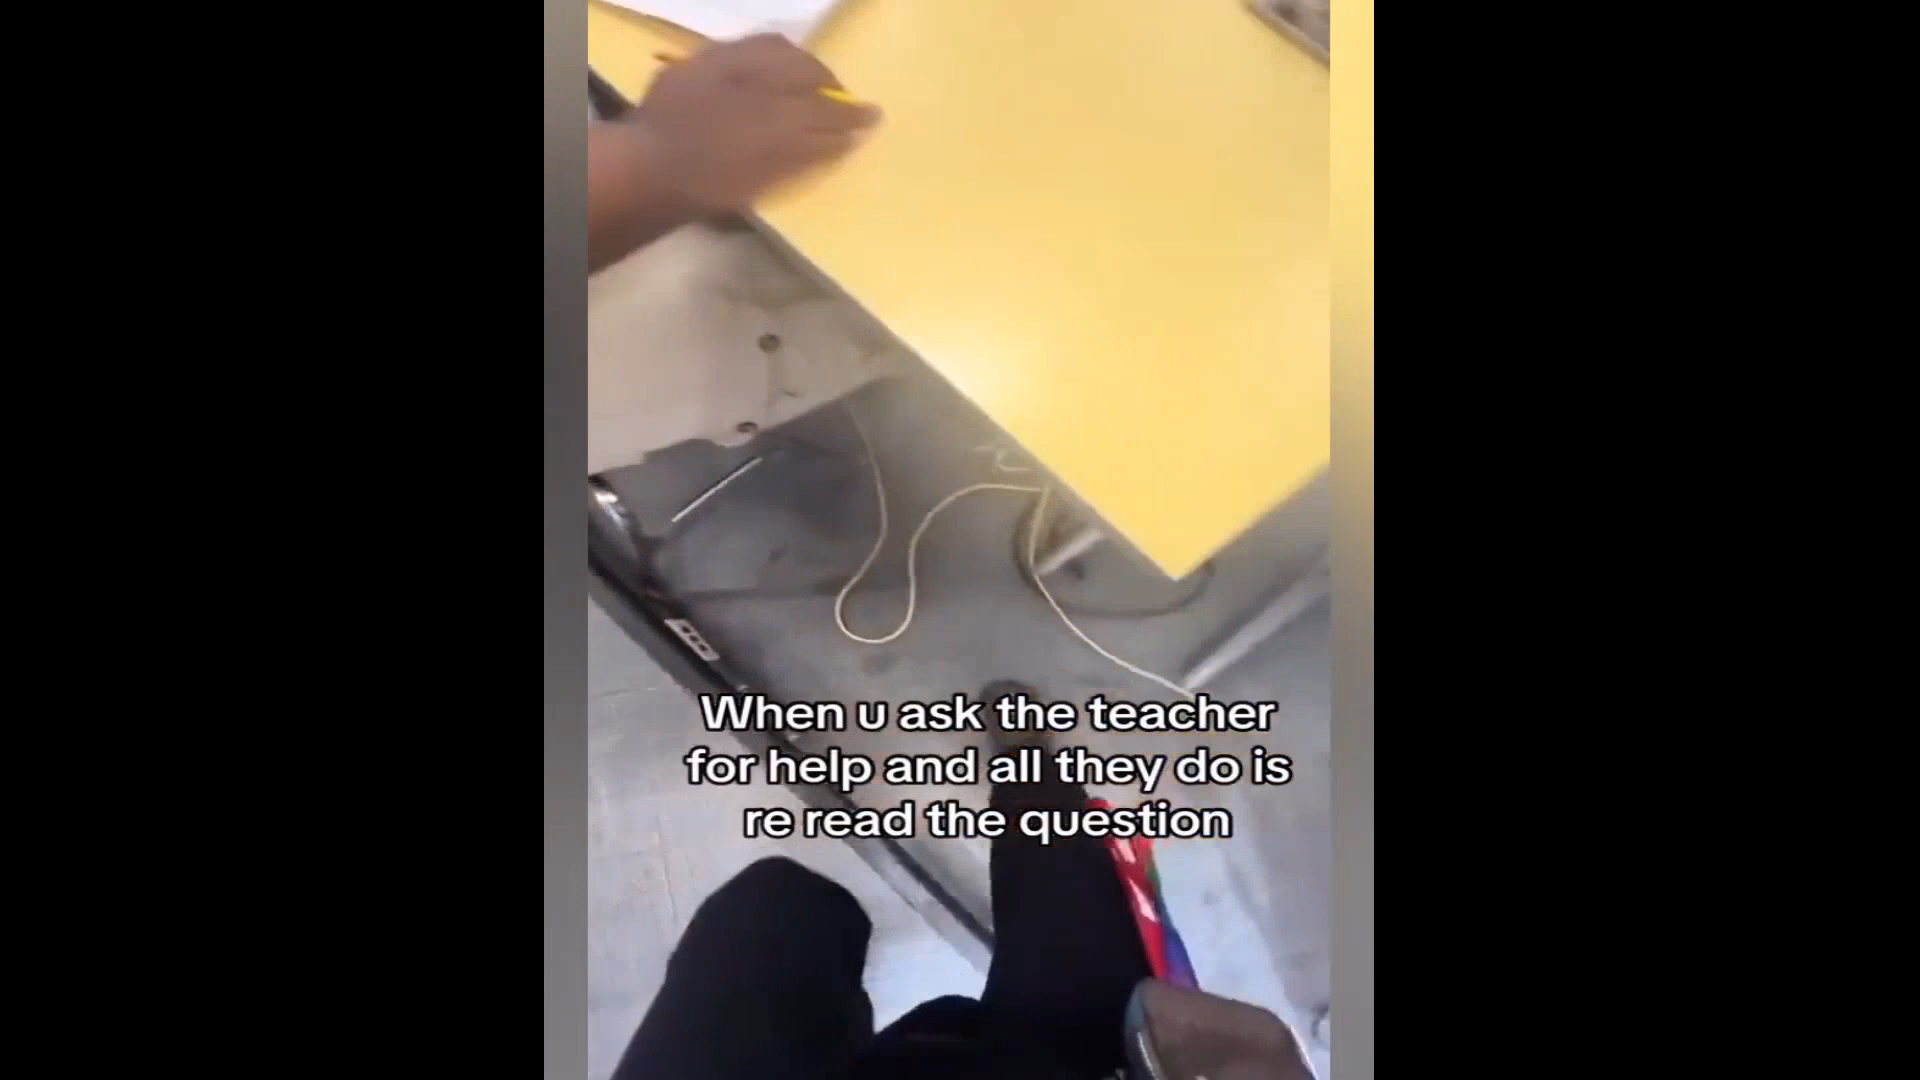 When u ask the teacher
for help and all they do is
re read the question